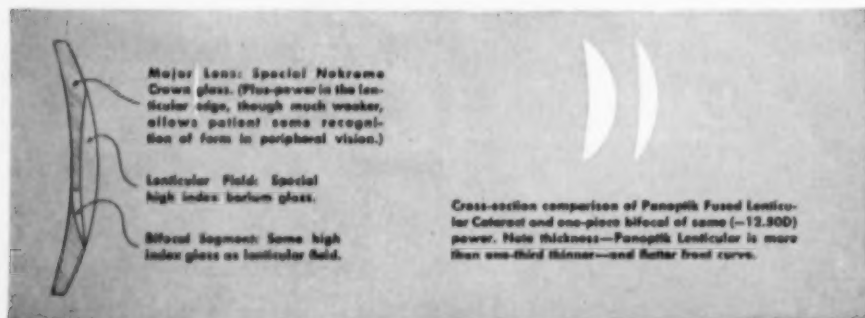 Major Lens: Special Nokrome
Crown glass. (Plus-power in the len-
ticular edge, though much weaker,
allows patient some recogni-
tion of form in peripheral vision.)
Lenticular Field: Special
high index barium glass.
Bifocal Segment: Same high
index glass as lenticular field.
Cross-section comparison of Panoptik Fused Lenticu-
lar Cataract and one-piece bifocal of same (—12.50D)
power. Note thickness—Panoptik Lenticular is more
than one-third thinner—and flatter front curve.